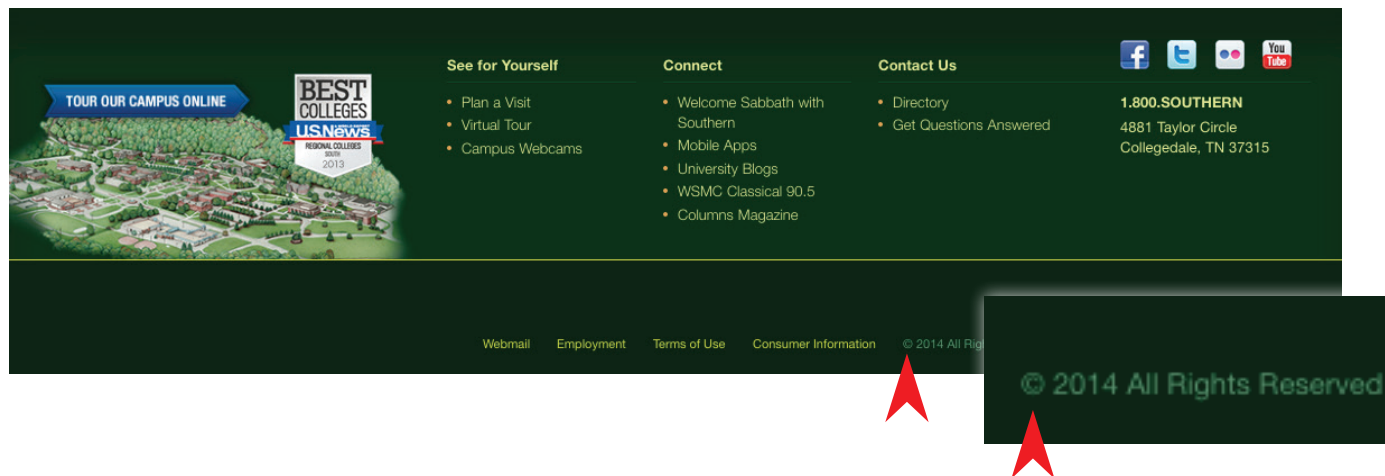 TOUR OUR CAMPUS ONLINE
BEST
COLLEGES
U.S.News
REGIONAL COLLEGES
SOUTH
2013
See for Yourself
• Plan a Visit
• Virtual Tour
• Campus Webcams
Connect
• Welcome Sabbath with
Southern
• Mobile Apps
• University Blogs
• WSMC Classical 90.5
• Columns Magazine
Contact Us
• Directory
• Get Questions Answered
f
t
You
Tube
1.800.SOUTHERN
4881 Taylor Circle
Collegedale, TN 37315
Webmail Employment Terms of Use Consumer Information © 2014 All Rig
© 2014 All Rights Reserved